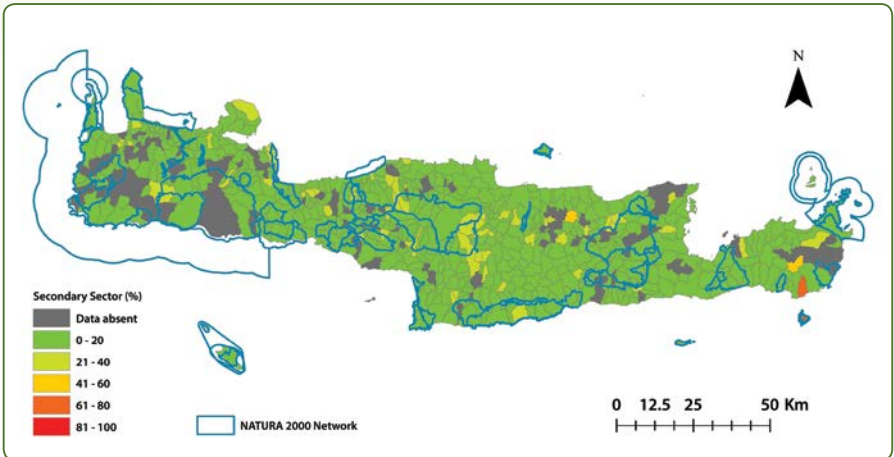 N
Secondary Sector (%)
Data absent
0 - 20
21 - 40
41 - 60
61 - 80
81 - 100
NATURA 2000 Network
0 12.5 25 50 Km